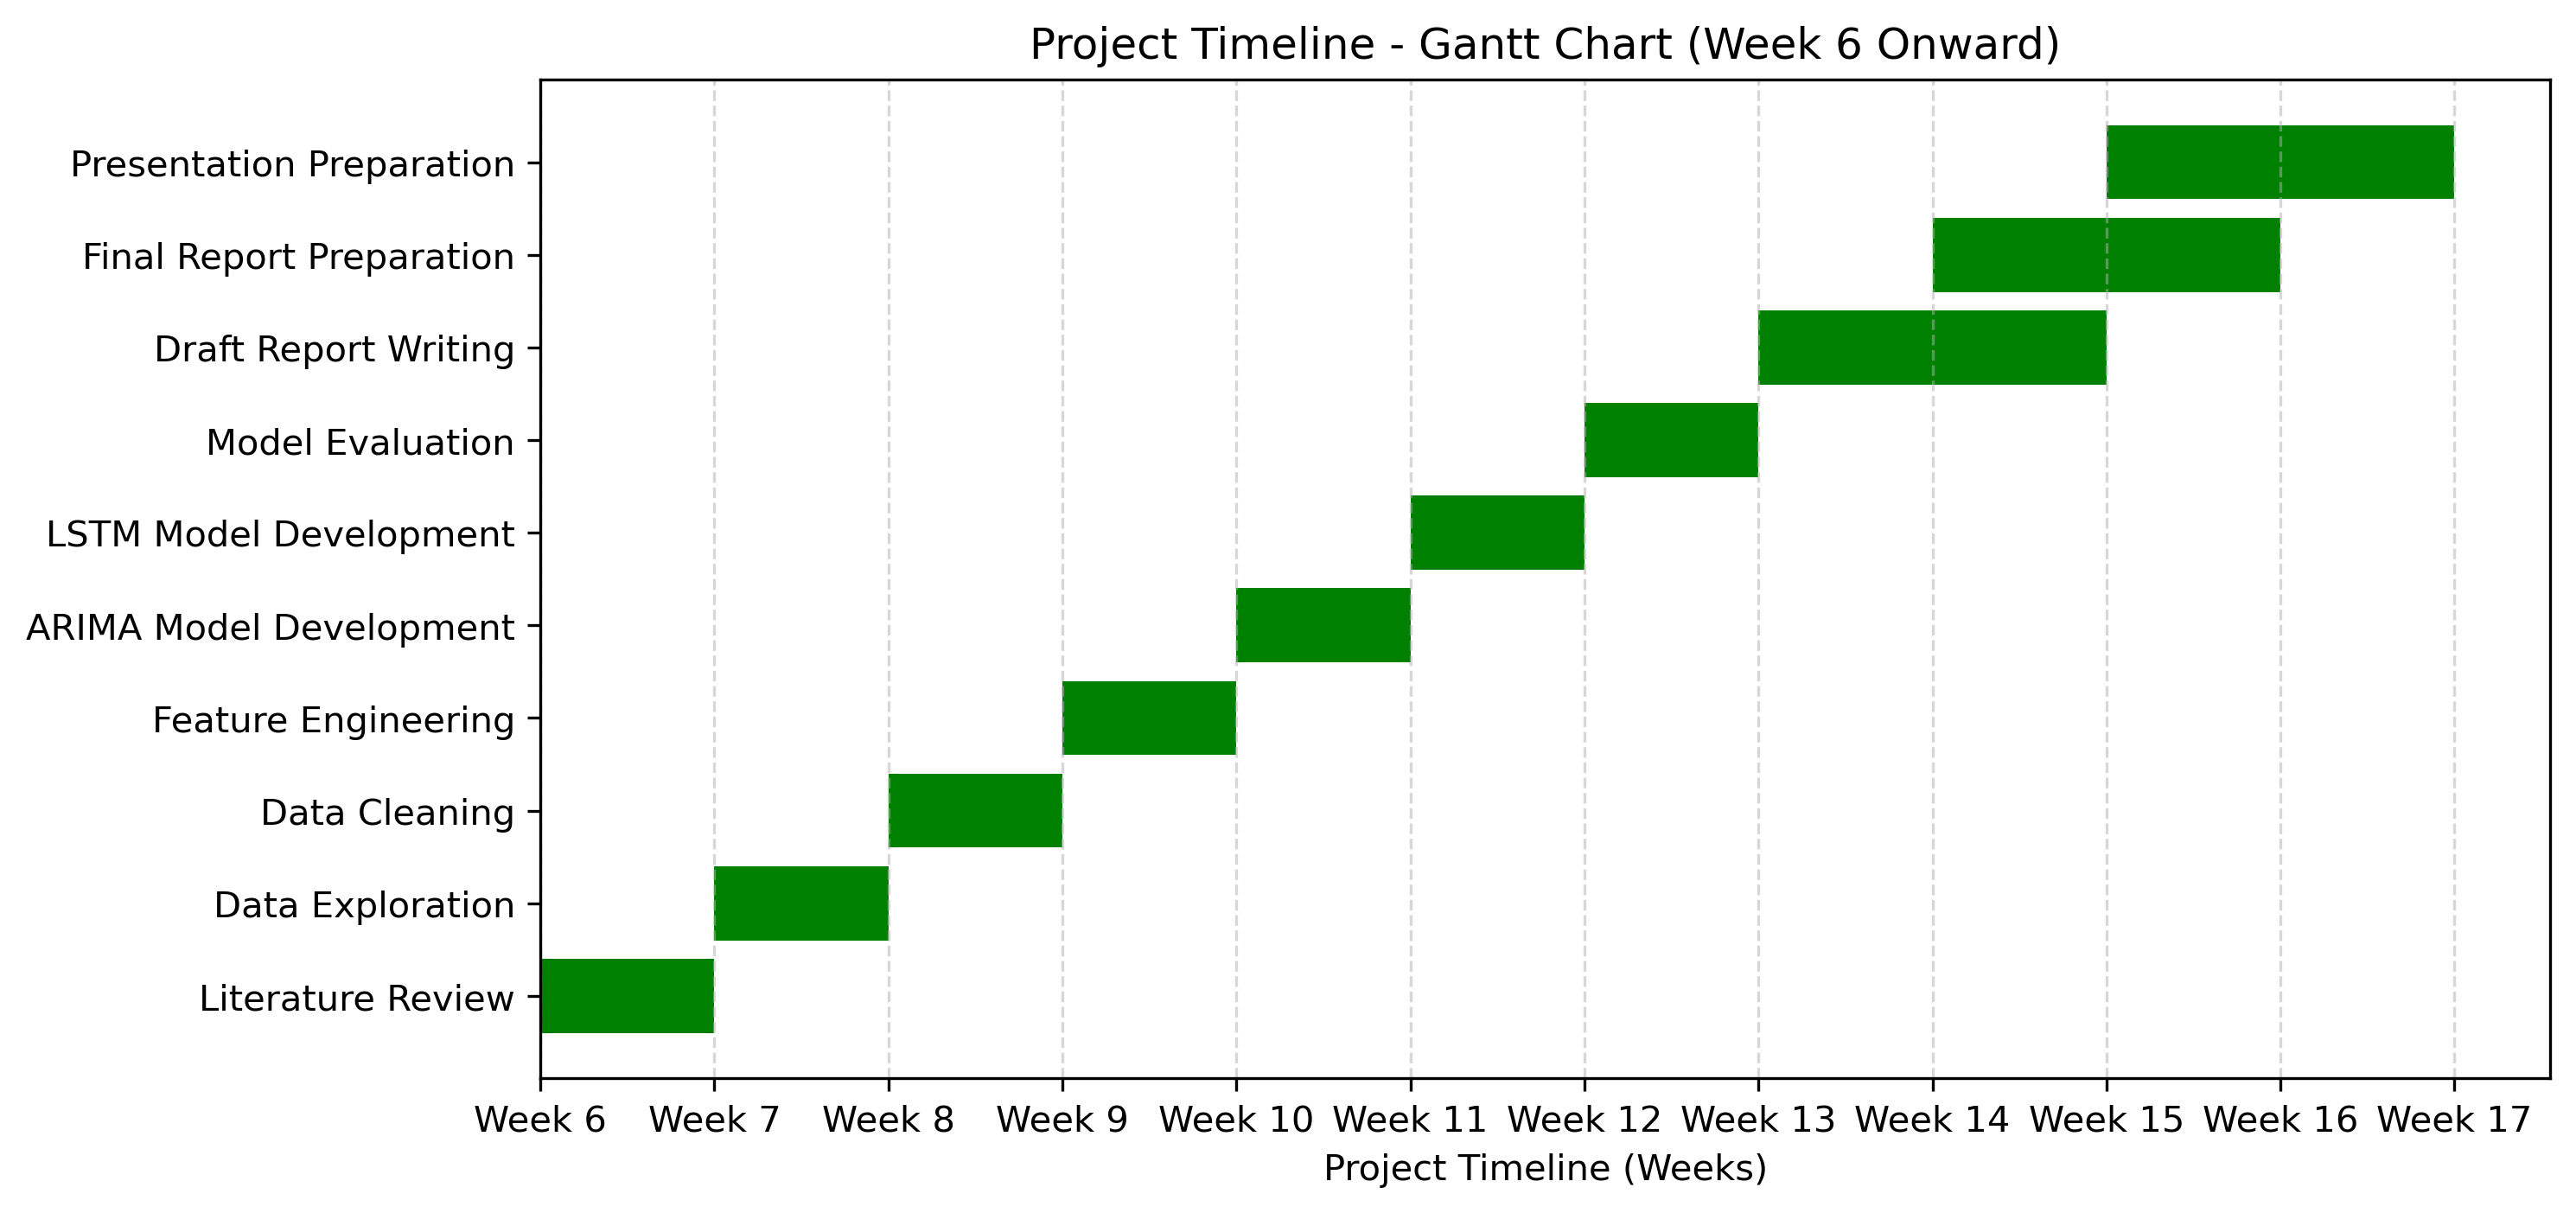 Project Timeline - Gantt Chart (Week 6 Onward)
Presentation Preparation
Final Report Preparation
Draft Report Writing
Model Evaluation
LSTM Model Development
ARIMA Model Development
Feature Engineering
Data Cleaning
Data Exploration
Literature Review
Week 6 Week 7 Week 8 Week 9 Week 10 Week 11 Week 12 Week 13 Week 14 Week 15 Week 16 Week 17
Project Timeline (Weeks)